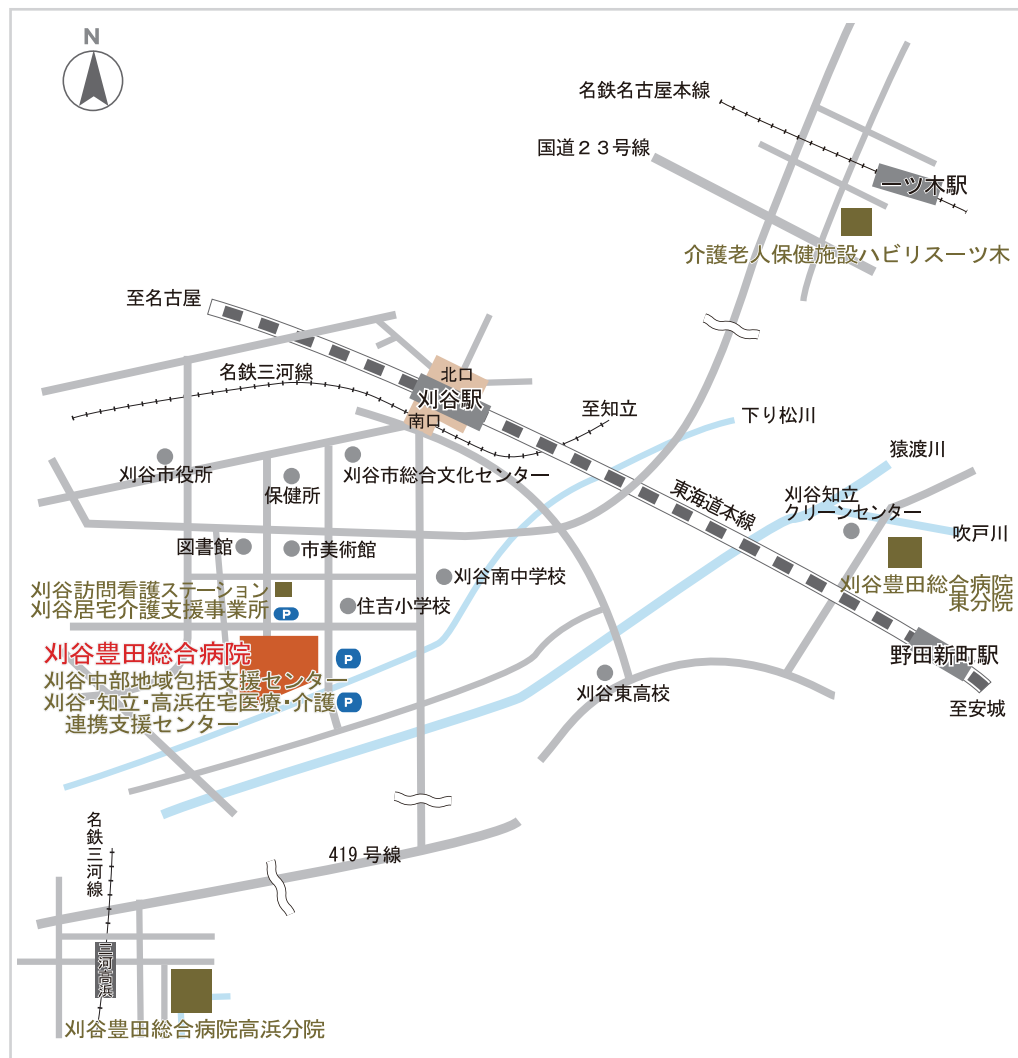 N
名鉄名古屋本線
国道２３号線
一ツ木駅
介護老人保健施設ハビリス一ツ木
至名古屋
名鉄三河線
北口
刈谷駅
南口
至知立
下り松川
猿渡川
刈谷市役所
保健所
刈谷市総合文化センター
東海道本線
刈谷知立
クリーンセンター
吹戸川
図書館
市美術館
刈谷南中学校
刈谷豊田総合病院
東分院
刈谷訪問看護ステーション
刈谷居宅介護支援事業所
P
住吉小学校
刈谷豊田総合病院
P
刈谷中部地域包括支援センター
刈谷・知立・高浜在宅医療・介護
連携支援センター
P
刈谷東高校
野田新町駅
至安城
名鉄三河線
419 号線
三河高浜
刈谷豊田総合病院高浜分院